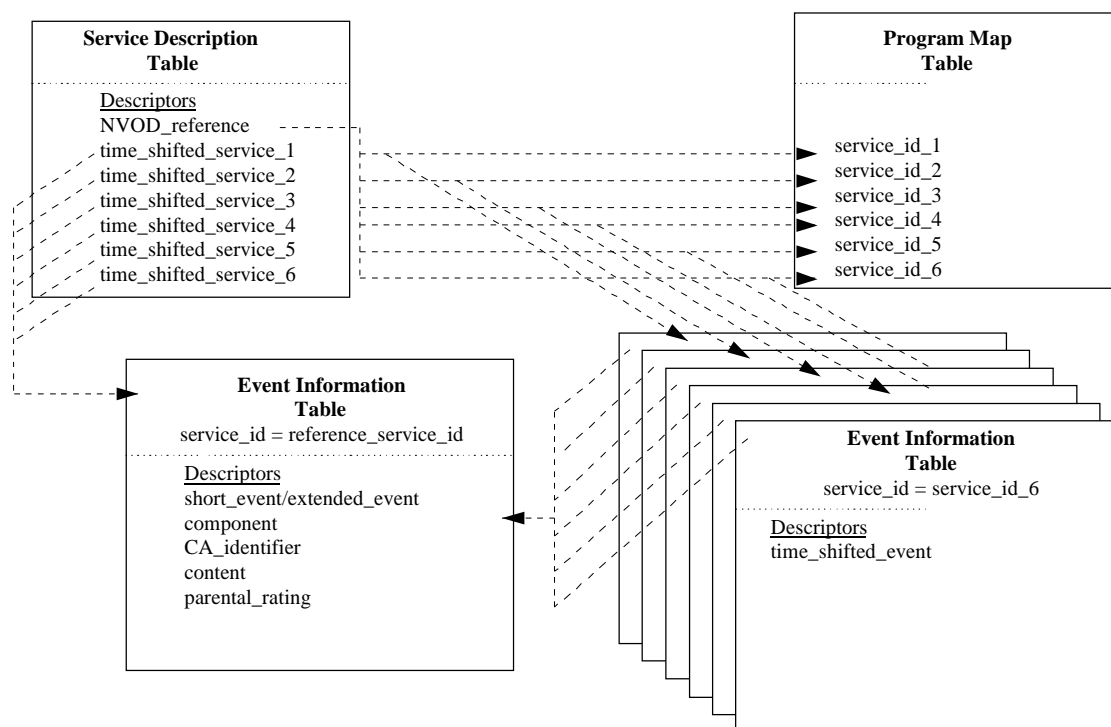 Service Description
Table
Descriptors
NVOD_reference
time_shifted_service_1
time_shifted_service_2
time_shifted_service_3
time_shifted_service_4
time_shifted_service_5
time_shifted_service_6
Program Map
Table
service_id_1
service_id_2
service_id_3
service_id_4
service_id_5
service_id_6
Event Information
Table
service_id = reference_service_id
Descriptors
short_event/extended_event
component
CA_identifier
content
parental_rating
Event Information
Table
service_id = service_id_6
Descriptors
time_shifted_event